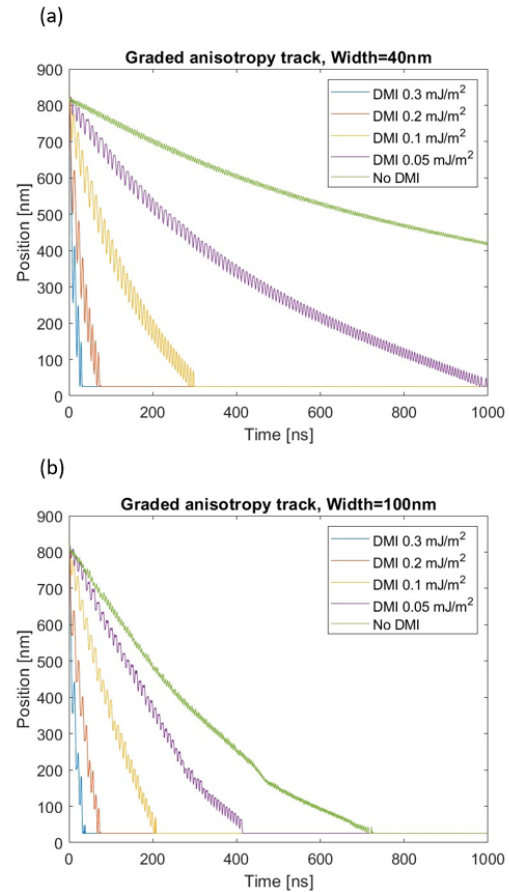 (a)
Graded anisotropy track, Width=40nm
900
800
700
600
500
400
300
200
100
0
Position [nm]
DMI 0.3 mJ/m²
DMI 0.2 mJ/m²
DMI 0.1 mJ/m²
DMI 0.05 mJ/m²
No DMI
0 200 400 600 800 1000
Time [ns]
(b)
Graded anisotropy track, Width=100nm
900
800
700
600
500
400
300
200
100
0
Position [nm]
DMI 0.3 mJ/m²
DMI 0.2 mJ/m²
DMI 0.1 mJ/m²
DMI 0.05 mJ/m²
No DMI
0 200 400 600 800 1000
Time [ns]